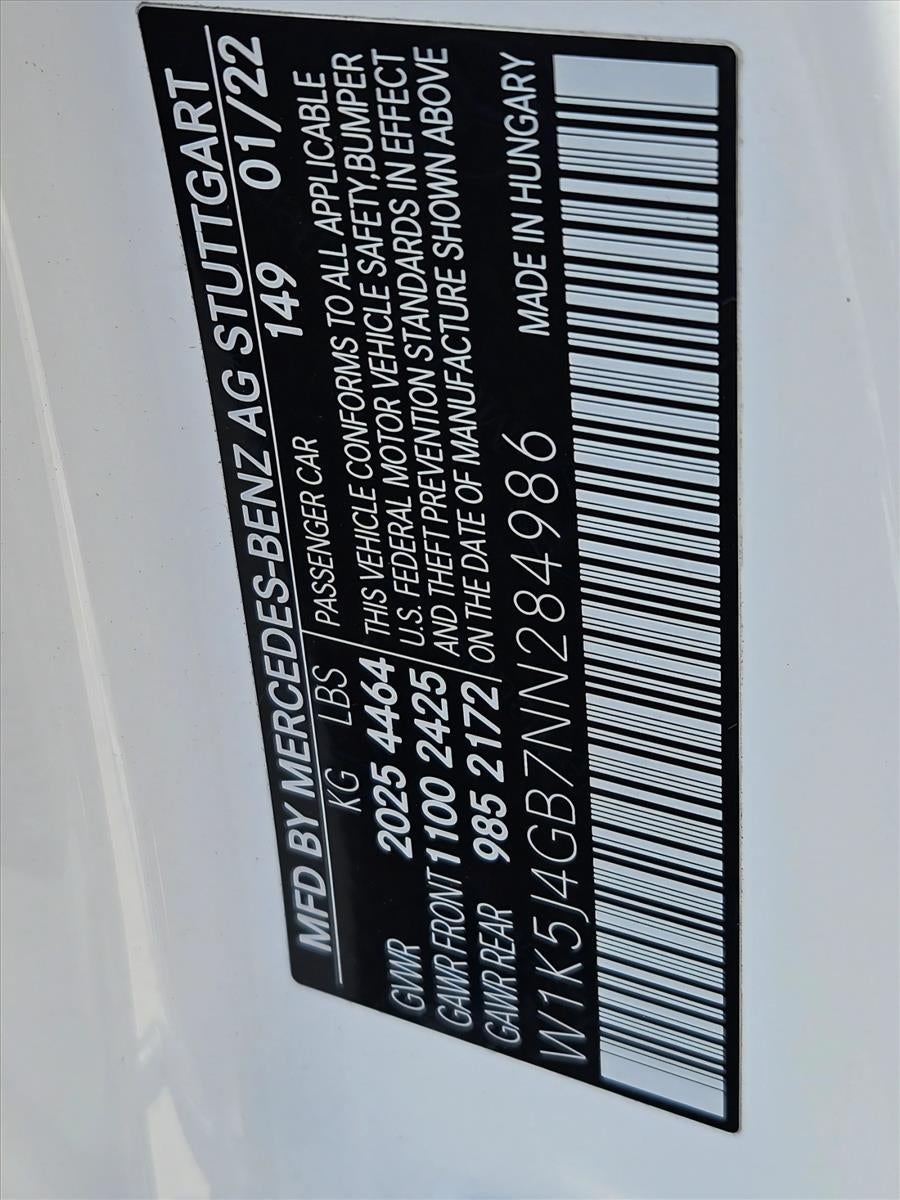 MFD BY MERCEDES-BENZ AG STUTTGART
KG LBS 149 01/22
PASSENGER CAR
GVWR 2025 4464 THIS VEHICLE CONFORMS TO ALL APPLICABLE
GAWR FRONT 1100 2425 U.S. FEDERAL MOTOR VEHICLE SAFETY,BUMPER
GAWR REAR 985 2172 AND THEFT PREVENTION STANDARDS IN EFFECT
ON THE DATE OF MANUFACTURE SHOWN ABOVE
MADE IN HUNGARY
W1K5J4GB7NN284986